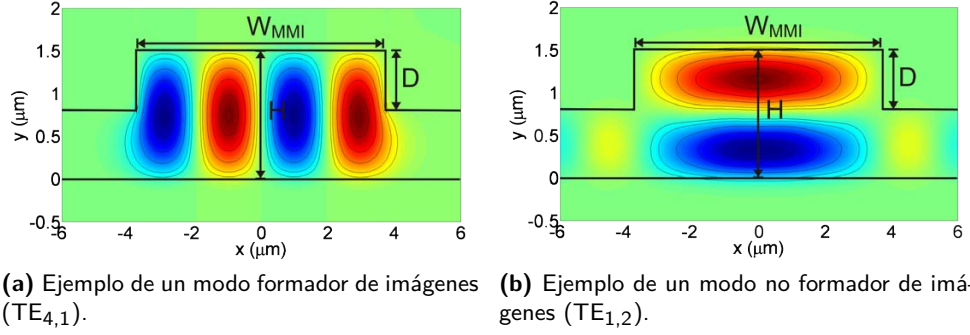 W_MMI
W_MMI
2
1.5
1
0.5
0
-0.5
y (μm)
D
H
-6
-4
-2
0
2
4
6
x (μm)
2
1.5
1
0.5
0
-0.5
y (μm)
D
H
-6
-4
-2
0
2
4
6
x (μm)
(a) Ejemplo de un modo formador de imágenes
(TE4,1).
(b) Ejemplo de un modo no formador de imá-
genes (TE1,2).